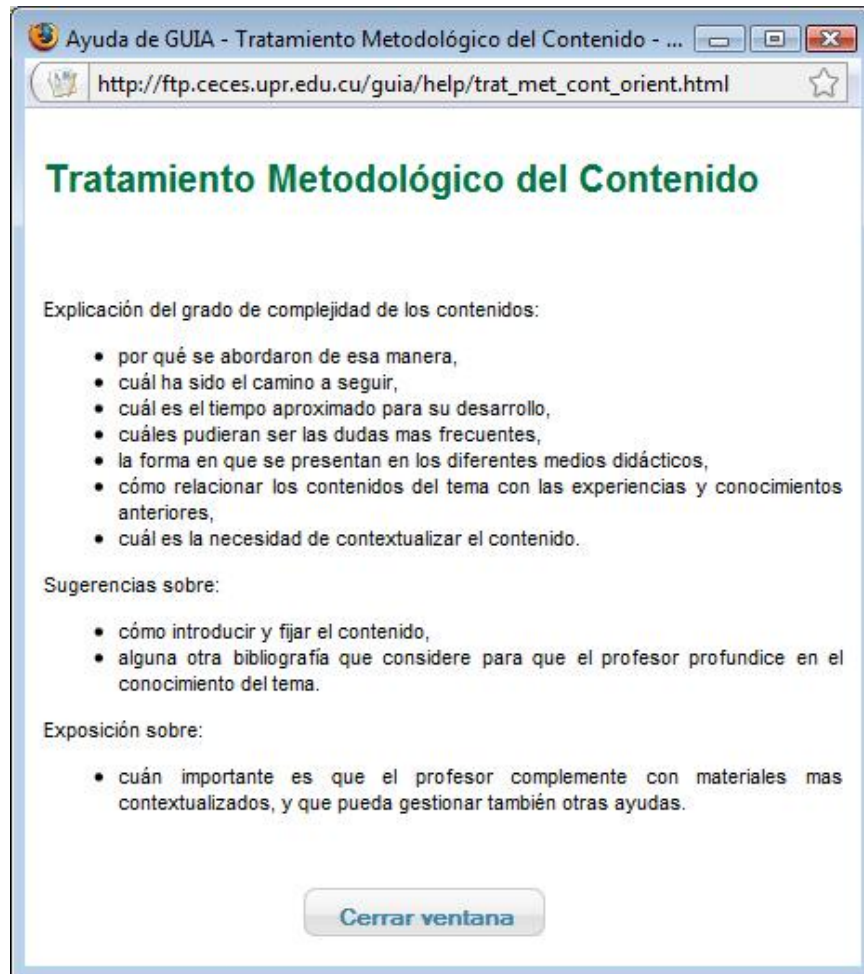 Ayuda de GUIA - Tratamiento Metodológico del Contenido - ...
http://ftp.ceces.upr.edu.cu/guia/help/trat_met_cont_orient.html
Tratamiento Metodológico del Contenido
Explicación del grado de complejidad de los contenidos:
• por qué se abordaron de esa manera,
• cuál ha sido el camino a seguir,
• cuál es el tiempo aproximado para su desarrollo,
• cuáles pudieran ser las dudas mas frecuentes,
• la forma en que se presentan en los diferentes medios didácticos,
• cómo relacionar los contenidos del tema con las experiencias y conocimientos
anteriores,
• cuál es la necesidad de contextualizar el contenido.
Sugerencias sobre:
• cómo introducir y fijar el contenido,
• alguna otra bibliografía que considere para que el profesor profundice en el
conocimiento del tema.
Exposición sobre:
• cuán importante es que el profesor complemente con materiales mas
contextualizados, y que pueda gestionar también otras ayudas.
Cerrar ventana